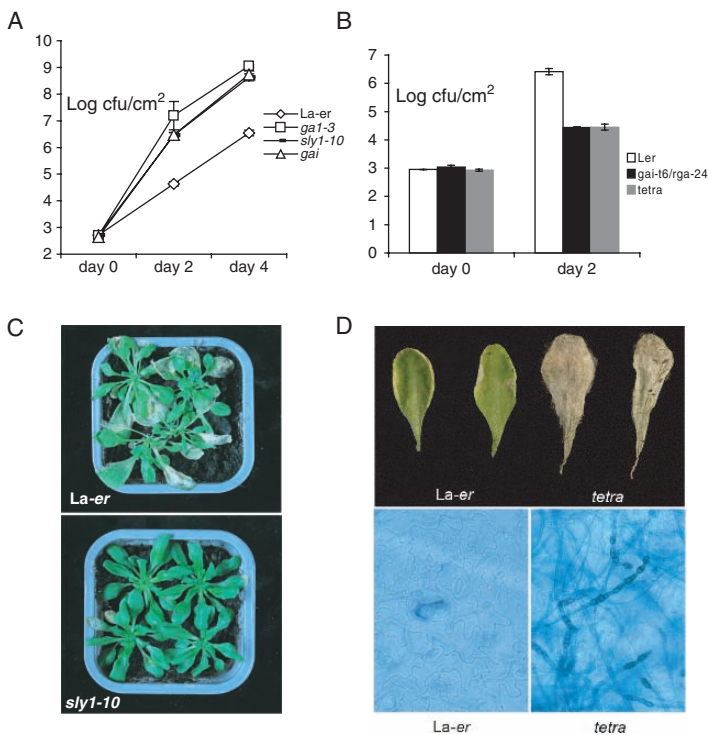 A
10
9
8
7
6
5
4
3
2
Log cfu/cm²
day 0 day 2 day 4
La-er
ga1-3
sly1-10
gai
B
7
6
5
4
3
2
1
0
Log cfu/cm²
day 0 day 2
Ler
gai-t6/rga-24
tetra
C
La-er
sly1-10
D
La-er tetra
La-er tetra